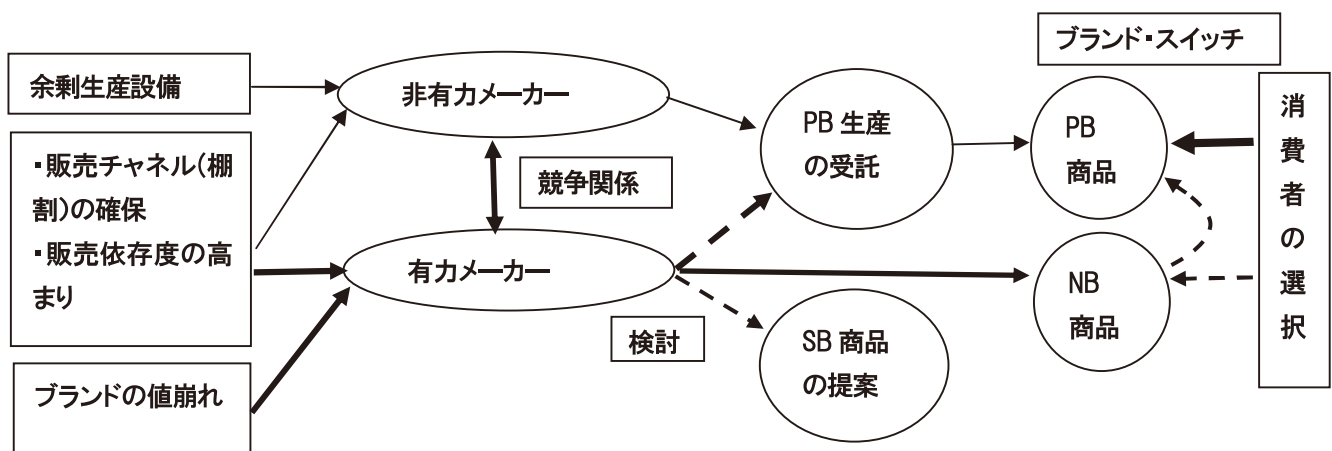 ブランド・スイッチ
余剰生産設備
非有力メーカー
・販売チャネル(棚
割)の確保
・販売依存度の高
まり
競争関係
有力メーカー
ブランドの値崩れ
検討
PB 生産
の受託
SB 商品
の提案
PB
商品
NB
商品
消
費
者
の
選
択